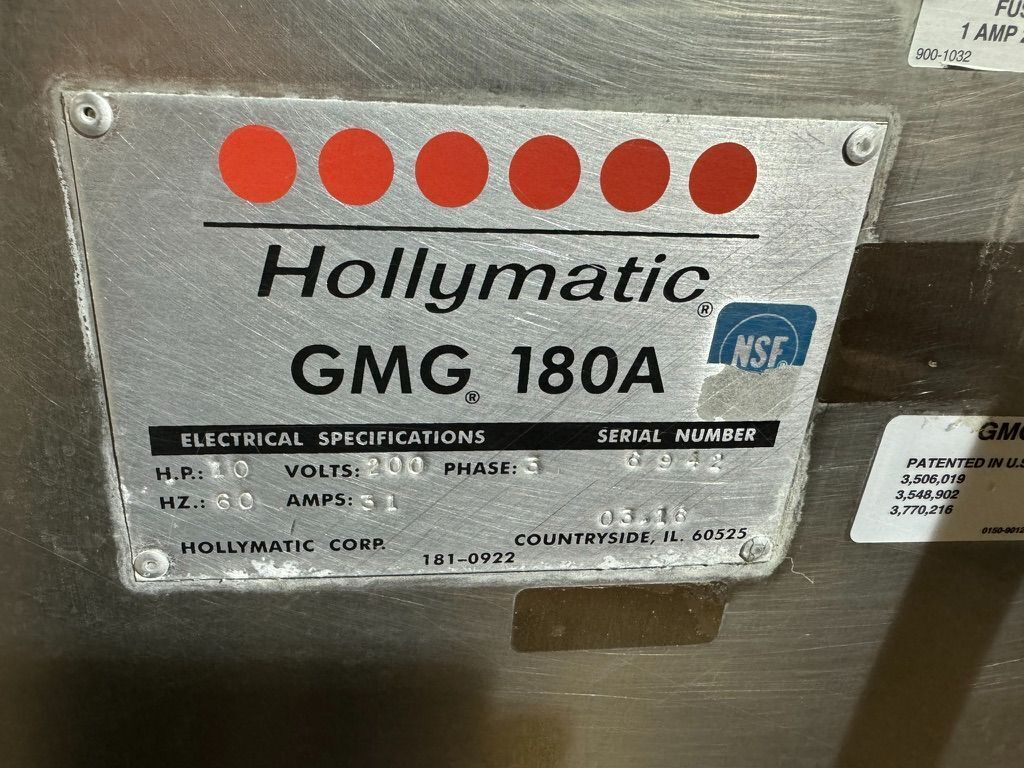 FUS
1 AMP 2
900-1032
Hollymatic®
GMG® 180A
NSF®
ELECTRICAL SPECIFICATIONS SERIAL NUMBER
H.P.: 10 VOLTS: 200 PHASE: 3 6942
HZ.: 60 AMPS: 31
03.16
HOLLYMATIC CORP. 181-0922 COUNTRYSIDE, IL. 60525
GMG
PATENTED IN U.S
3,506,019
3,548,902
3,770,216
0150-9012